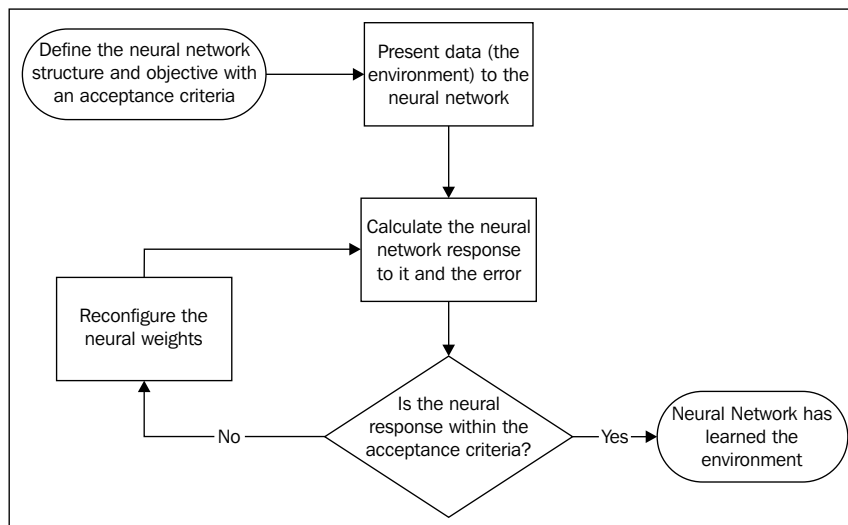 Define the neural network
structure and objective with
an acceptance criteria
Present data (the
environment) to the
neural network
Calculate the neural
network response
to it and the error
Reconfigure the
neural weights
Is the neural
response within the
acceptance criteria?
No
Yes
Neural Network has
learned the
environment